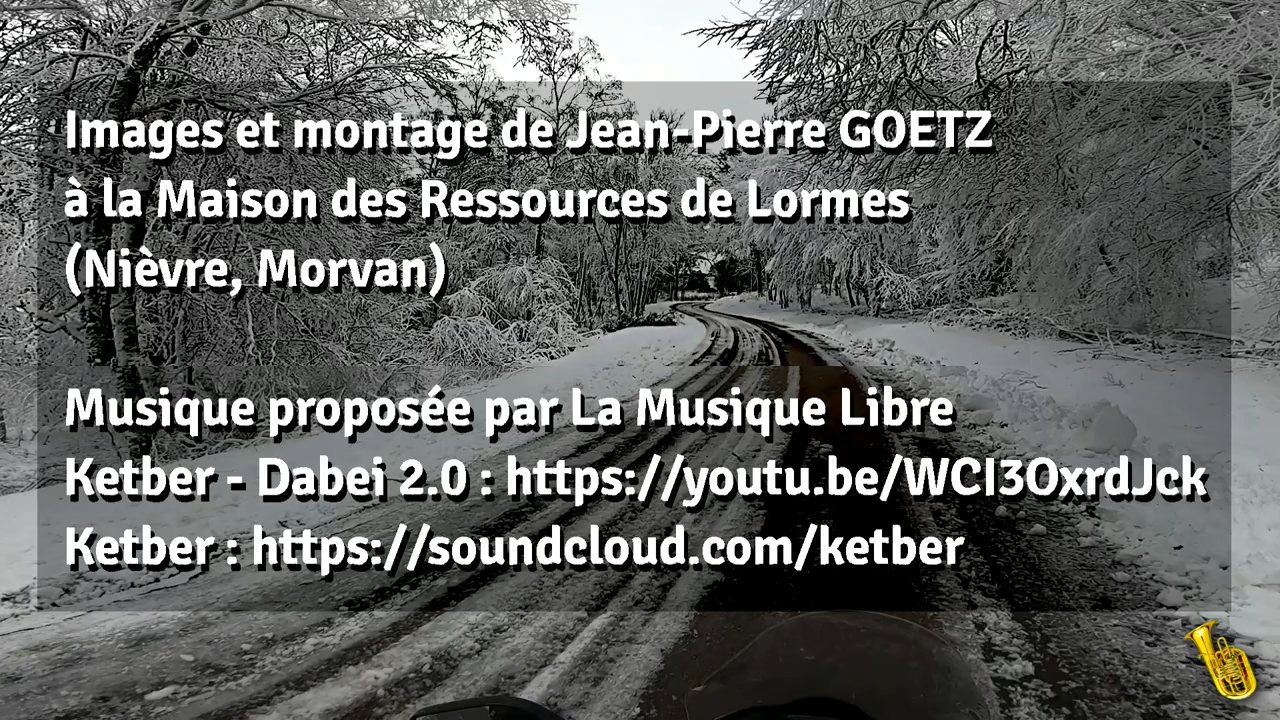 Images et montage de Jean-Pierre GOETZ
à la Maison des Ressources de Lormes
(Nièvre, Morvan)
Musique proposée par La Musique Libre
Ketber - Dabei 2.0 : https://youtu.be/WCI3OxrdJck
Ketber : https://soundcloud.com/ketber